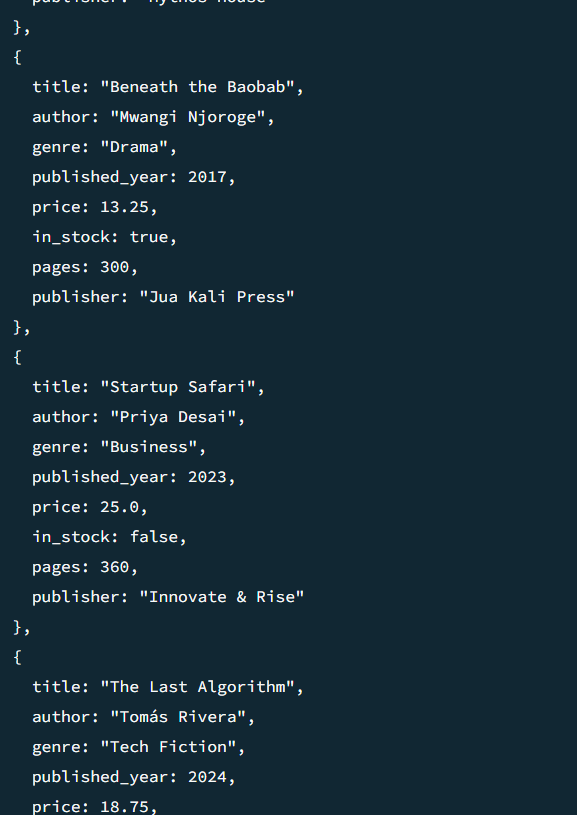 },
{
  title: "Beneath the Baobab",
  author: "Mwangi Njoroge",
  genre: "Drama",
  published_year: 2017,
  price: 13.25,
  in_stock: true,
  pages: 300,
  publisher: "Jua Kali Press"
},
{
  title: "Startup Safari",
  author: "Priya Desai",
  genre: "Business",
  published_year: 2023,
  price: 25.0,
  in_stock: false,
  pages: 360,
  publisher: "Innovate & Rise"
},
{
  title: "The Last Algorithm",
  author: "Tomás Rivera",
  genre: "Tech Fiction",
  published_year: 2024,
  price: 18.75,